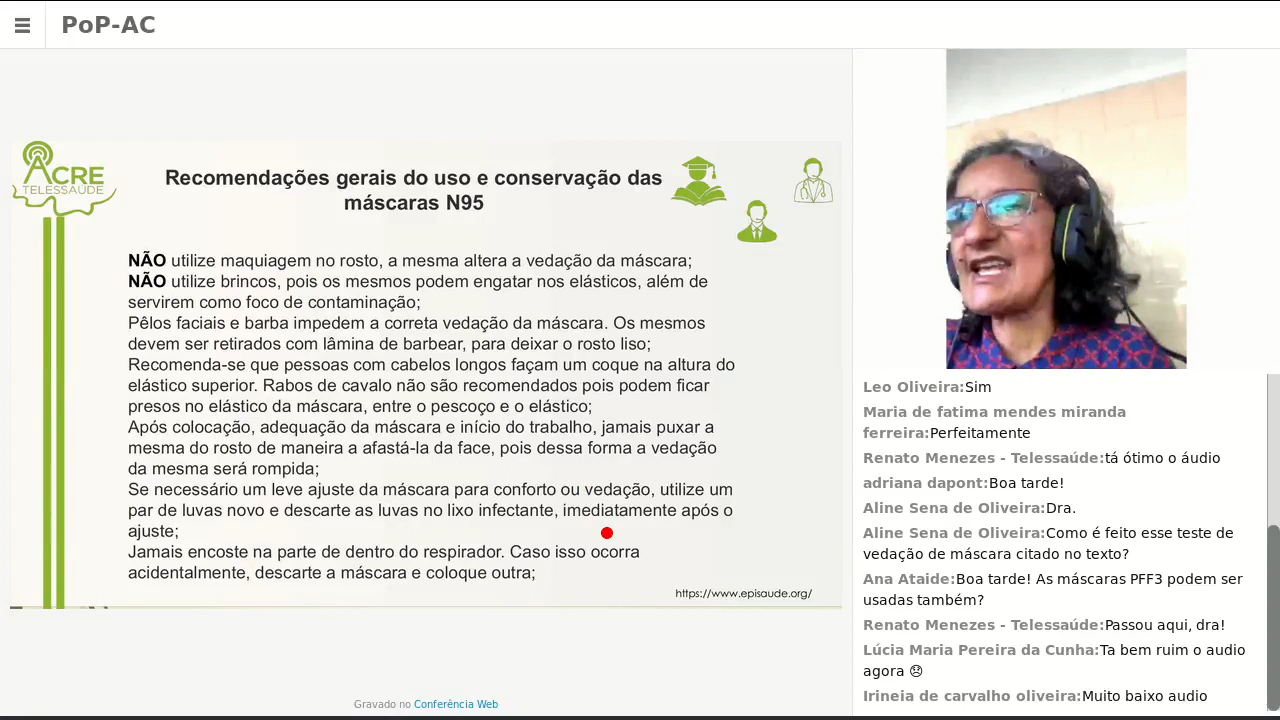 PoP-AC
ACRE
TELESSAÚDE
Recomendações gerais do uso e conservação das
máscaras N95
NÃO utilize maquiagem no rosto, a mesma altera a vedação da máscara;
NÃO utilize brincos, pois os mesmos podem engatar nos elásticos, além de
servirem como foco de contaminação;
Pêlos faciais e barba impedem a correta vedação da máscara. Os mesmos
devem ser retirados com lâmina de barbear, para deixar o rosto liso;
Recomenda-se que pessoas com cabelos longos façam um coque na altura do
elástico superior. Rabos de cavalo não são recomendados pois podem ficar
presos no elástico da máscara, entre o pescoço e o elástico;
Após colocação, adequação da máscara e início do trabalho, jamais puxar a
mesma do rosto de maneira a afastá-la da face, pois dessa forma a vedação
da mesma será rompida;
Se necessário um leve ajuste da máscara para conforto ou vedação, utilize um
par de luvas novo e descarte as luvas no lixo infectante, imediatamente após o
ajuste;
Jamais encoste na parte de dentro do respirador. Caso isso ocorra
acidentalmente, descarte a máscara e coloque outra;
https://www.episaude.org/
Gravado no Conferência Web
Leo Oliveira:Sim
Maria de fatima mendes miranda
ferreira:Perfeitamente
Renato Menezes - Telessaúde:tá ótimo o áudio
adriana dapont:Boa tarde!
Aline Sena de Oliveira:Dra.
Aline Sena de Oliveira:Como é feito esse teste de
vedação de máscara citado no texto?
Ana Ataide:Boa tarde! As máscaras PFF3 podem ser
usadas também?
Renato Menezes - Telessaúde:Passou aqui, dra!
Lúcia Maria Pereira da Cunha:Ta bem ruim o audio
agora 😞
Irineia de carvalho oliveira:Muito baixo audio